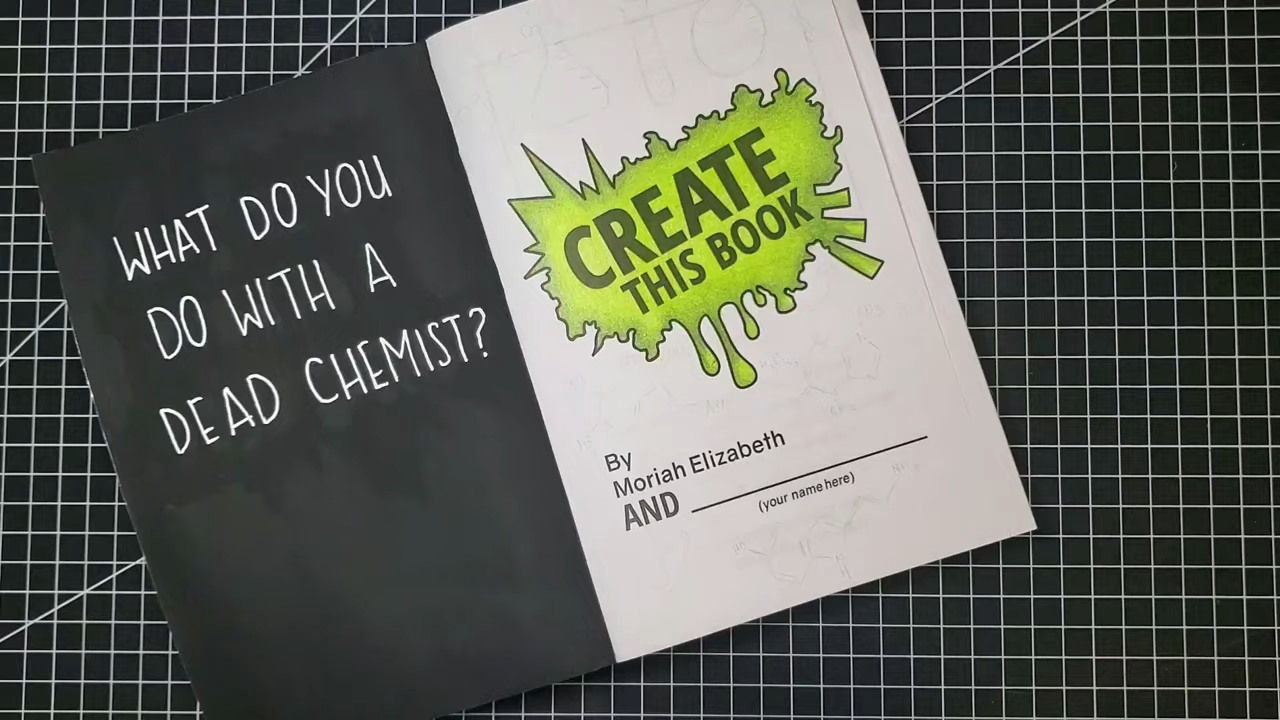 WHAT DO YOU
DO WITH A
DEAD CHEMIST?
CREATE
THIS BOOK
By
Moriah Elizabeth
AND
(your name here)